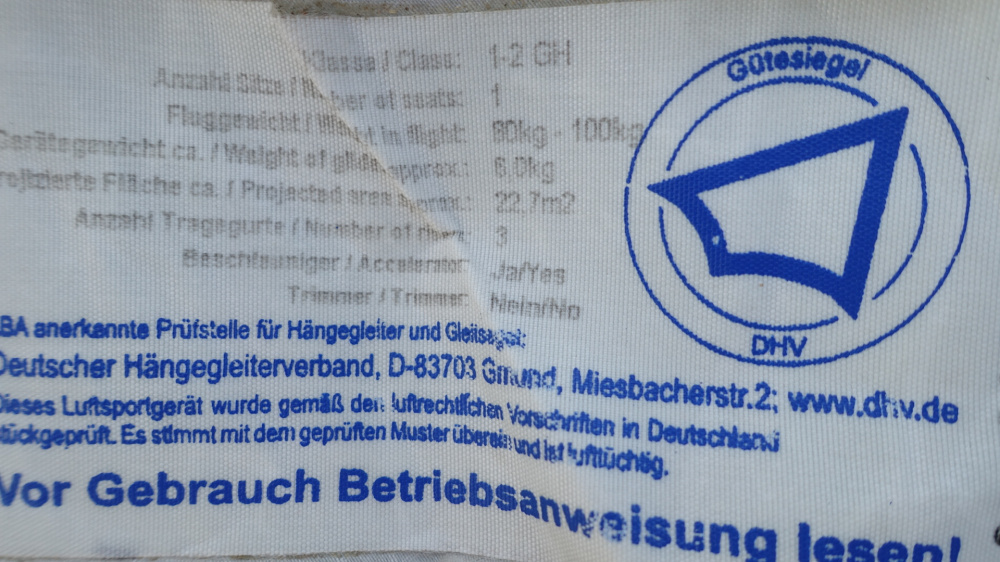 Klasse / Class: 1-2 GH
Anzahl Sitze / Number of seats: 1
Fluggewicht / Weight in flight: 80kg - 100kg
Gerätegewicht ca. / Weight of glider approx.: 6,0kg
rojizierte Fläche ca. / Projected area approx.: 22,7m2
Anzahl Tragegurte / Number of risers: 3
Beschleuniger / Accelerator: Ja/Yes
Trimmer / Trimmer: Nein/No
BA anerkannte Prüfstelle für Hängegleiter und Gleitsegel:
Deutscher Hängegleiterverband, D-83703 Gmund, Miesbacherstr.2; www.dhv.de
Dieses Luftsportgerät wurde gemäß den luftrechtlichen Vorschriften in Deutschland
stückgeprüft. Es stimmt mit dem geprüften Muster überein und ist lufttüchtig.
Vor Gebrauch Betriebsanweisung lesen!
Gütesiegel
DHV